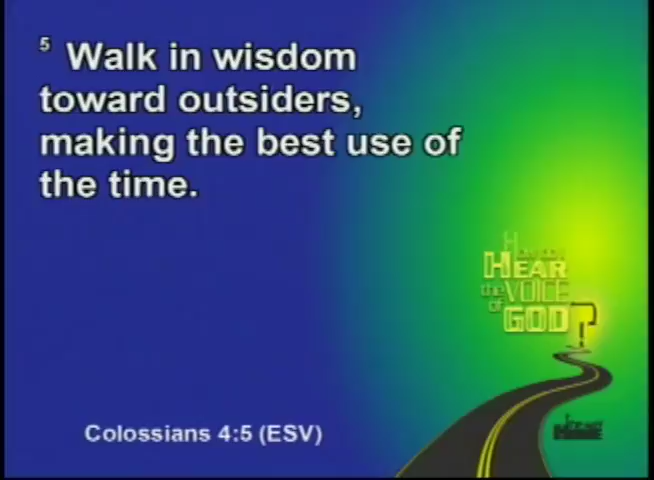 5 Walk in wisdom
toward outsiders,
making the best use of
the time.
HEAR
the VOICE
of
GOD?
Colossians 4:5 (ESV)